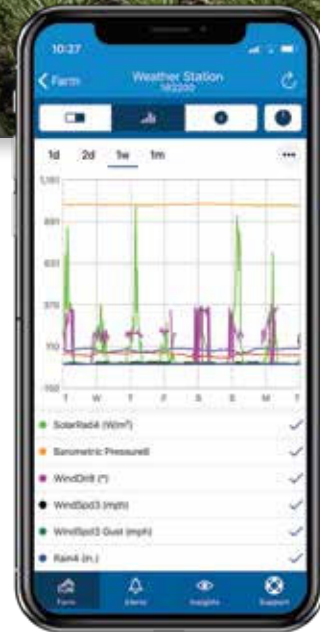 10:27
Farm
Weather Station
1d 2d 1w 1m
110
T W T F S S M T
SolarRad4 (W/m²)
Barometric Pressure8
WindDir8 (°)
WindSpd3 (mph)
WindSpd3 Gust (mph)
Rain4 (in.)
Farm Alerts Insights Support